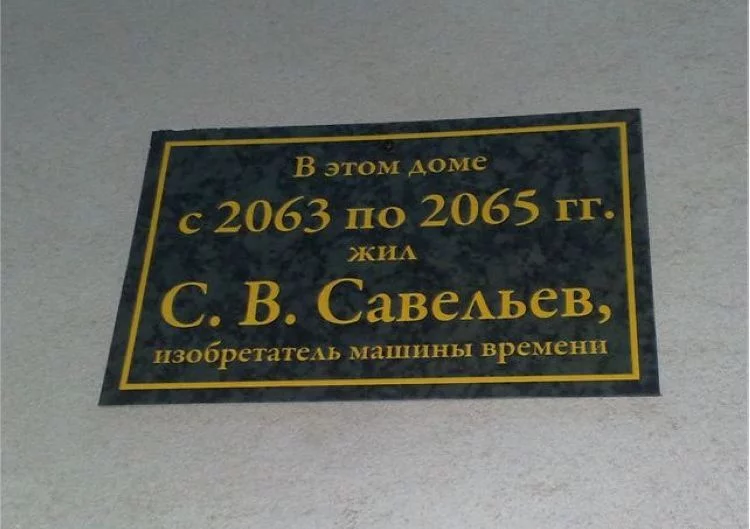 В этом доме
с 2063 по 2065 гг.
жил
С. В. Савельев,
изобретатель машины времени